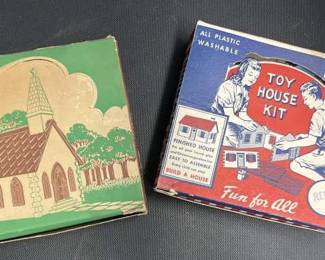 ALL PLASTIC
WASHABLE
TOY
HOUSE
KIT
FINISHED HOUSE
EASY TO ASSEMBLE
BUILD A HOUSE
Fun for All